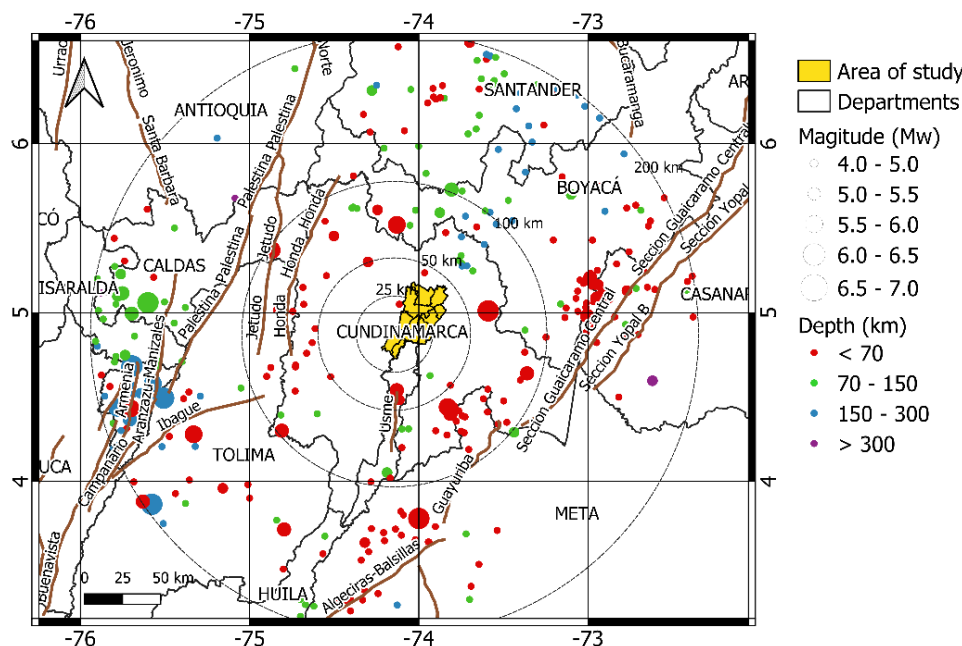 -76 -75 -74 -73
Urrao
Jeronimo
Norte
Bucaramanga
ANTIOQUIA
SANTANDER
AR
Santa Barbara
Palestina
Palestina
6
6
200 km
BOYACÁ
CÓ
100 km
Seccion Guaicaramo Central
Seccion Yopal
Jetudo
Honda
Honda
50 km
CALDAS
ISARALDA
25 km
CASANAR
Palestina
Palestina
5
5
CUNDINAMARCA
Jetudo
Honda
Seccion Guaicaramo Central
Seccion Yopal B
Aranzazu-Manizales
Armenia
Ibague
Usme
UCA
Campanario
TOLIMA
Guayuriba
4
4
META
Buenavista
Algeciras-Balsillas
HUILA
0 25 50 km
-76 -75 -74 -73
Area of study
Departments
Magitude (Mw)
4.0 - 5.0
5.0 - 5.5
5.5 - 6.0
6.0 - 6.5
6.5 - 7.0
Depth (km)
< 70
70 - 150
150 - 300
> 300